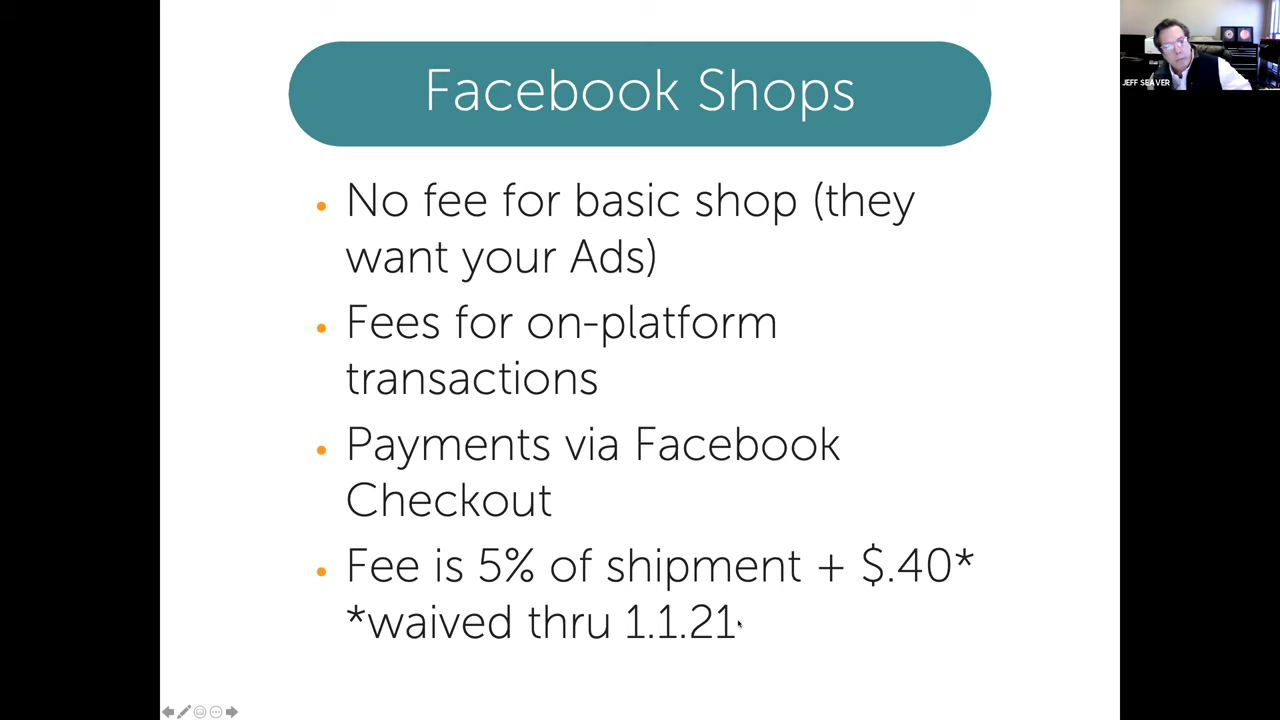 Facebook Shops
• No fee for basic shop (they
want your Ads)
• Fees for on-platform
transactions
• Payments via Facebook
Checkout
• Fee is 5% of shipment + $.40*
*waived thru 1.1.21
JEFF SEAVER